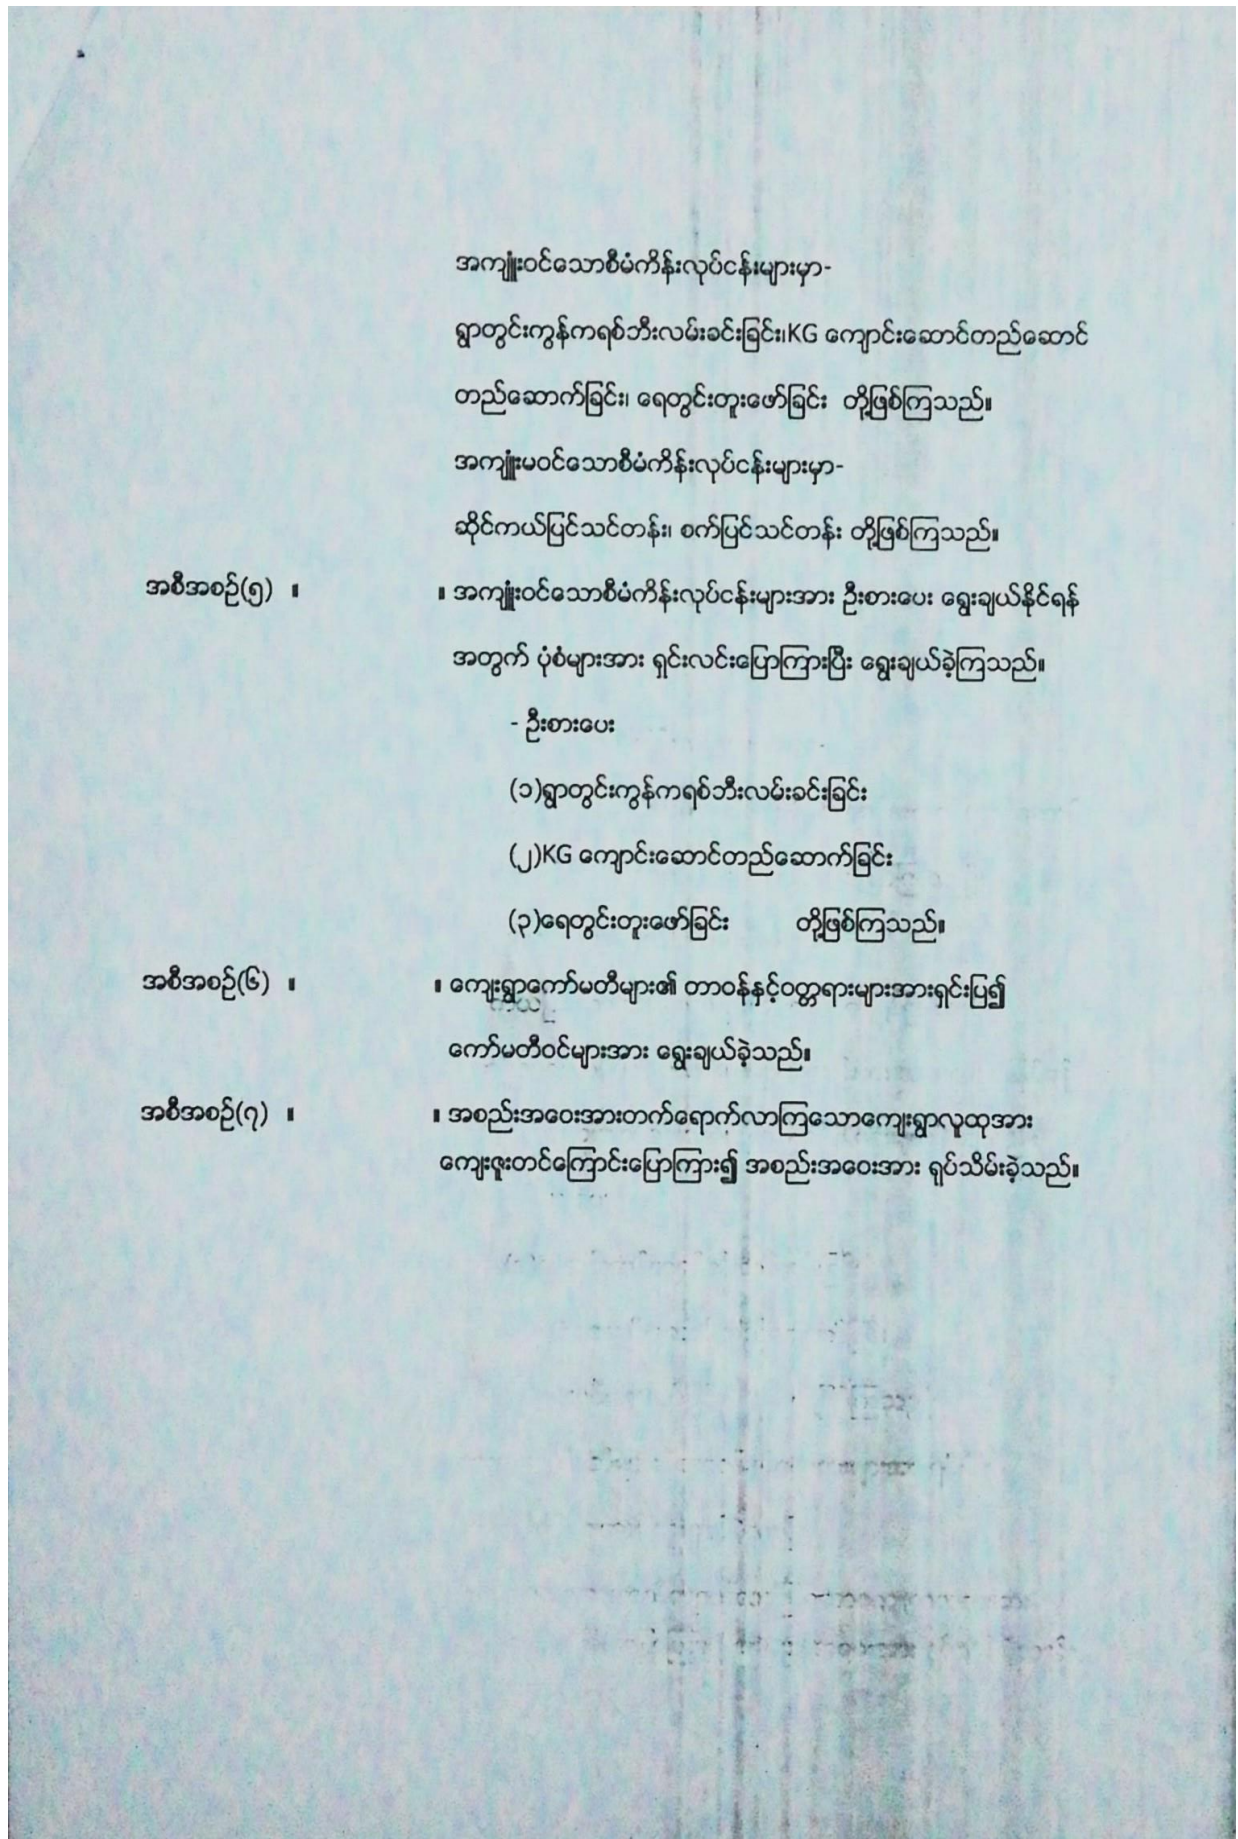 အကျုံးဝင်သောစီမံကိန်းလုပ်ငန်းများမှာ-
ရွာတွင်းကွန်ကရစ်ဘီးလမ်းခင်းခြင်း၊KG ကျောင်းဆောင်တည်ဆောင်
တည်ဆောက်ခြင်း၊ ရေတွင်းတူးဖော်ခြင်း တို့ဖြစ်ကြသည်။
အကျုံးမဝင်သောစီမံကိန်းလုပ်ငန်းများမှာ-
ဆိုင်ကယ်ပြင်သင်တန်း၊ စက်ပြင်သင်တန်း တို့ဖြစ်ကြသည်။
အစီအစဉ်(၅) ။ ။ အကျုံးဝင်သောစီမံကိန်းလုပ်ငန်းများအား ဦးစားပေး ရွေးချယ်နိုင်ရန်
အတွက် ပုံစံများအား ရှင်းလင်းပြောကြားပြီး ရွေးချယ်ခဲ့ကြသည်။
- ဦးစားပေး
(၁)ရွာတွင်းကွန်ကရစ်ဘီးလမ်းခင်းခြင်း
(၂)KG ကျောင်းဆောင်တည်ဆောက်ခြင်း
(၃)ရေတွင်းတူးဖော်ခြင်း တို့ဖြစ်ကြသည်။
အစီအစဉ်(၆) ။ ။ ကျေးရွာကော်မတီများ၏ တာဝန်နှင့်ဝတ္တရားများအားရှင်းပြ၍
ကော်မတီဝင်များအား ရွေးချယ်ခဲ့သည်။
အစီအစဉ်(၇) ။ ။ အစည်းအဝေးအားတက်ရောက်လာကြသောကျေးရွာလူထုအား
ကျေးဇူးတင်ကြောင်းပြောကြား၍ အစည်းအဝေးအား ရုပ်သိမ်းခဲ့သည်။